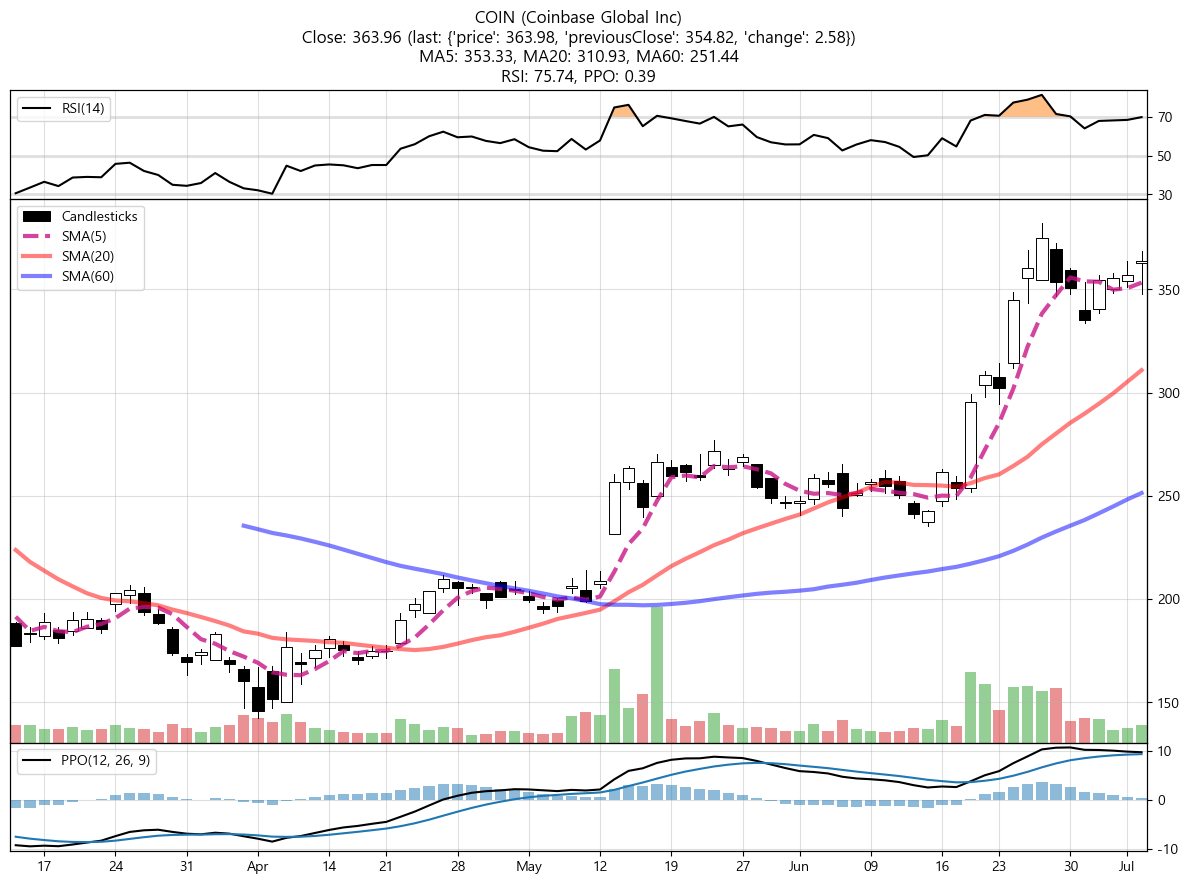 COIN (Coinbase Global Inc)
Close: 363.96 (last: {'price': 363.98, 'previousClose': 354.82, 'change': 2.58})
MA5: 353.33, MA20: 310.93, MA60: 251.44
RSI: 75.74, PPO: 0.39
RSI(14)
70
50
30
Candlesticks
SMA(5)
SMA(20)
SMA(60)
350
300
250
200
150
PPO(12, 26, 9)
10
0
-10
17 24 31 Apr 14 21 28 May 12 19 27 Jun 09 16 23 30 Jul